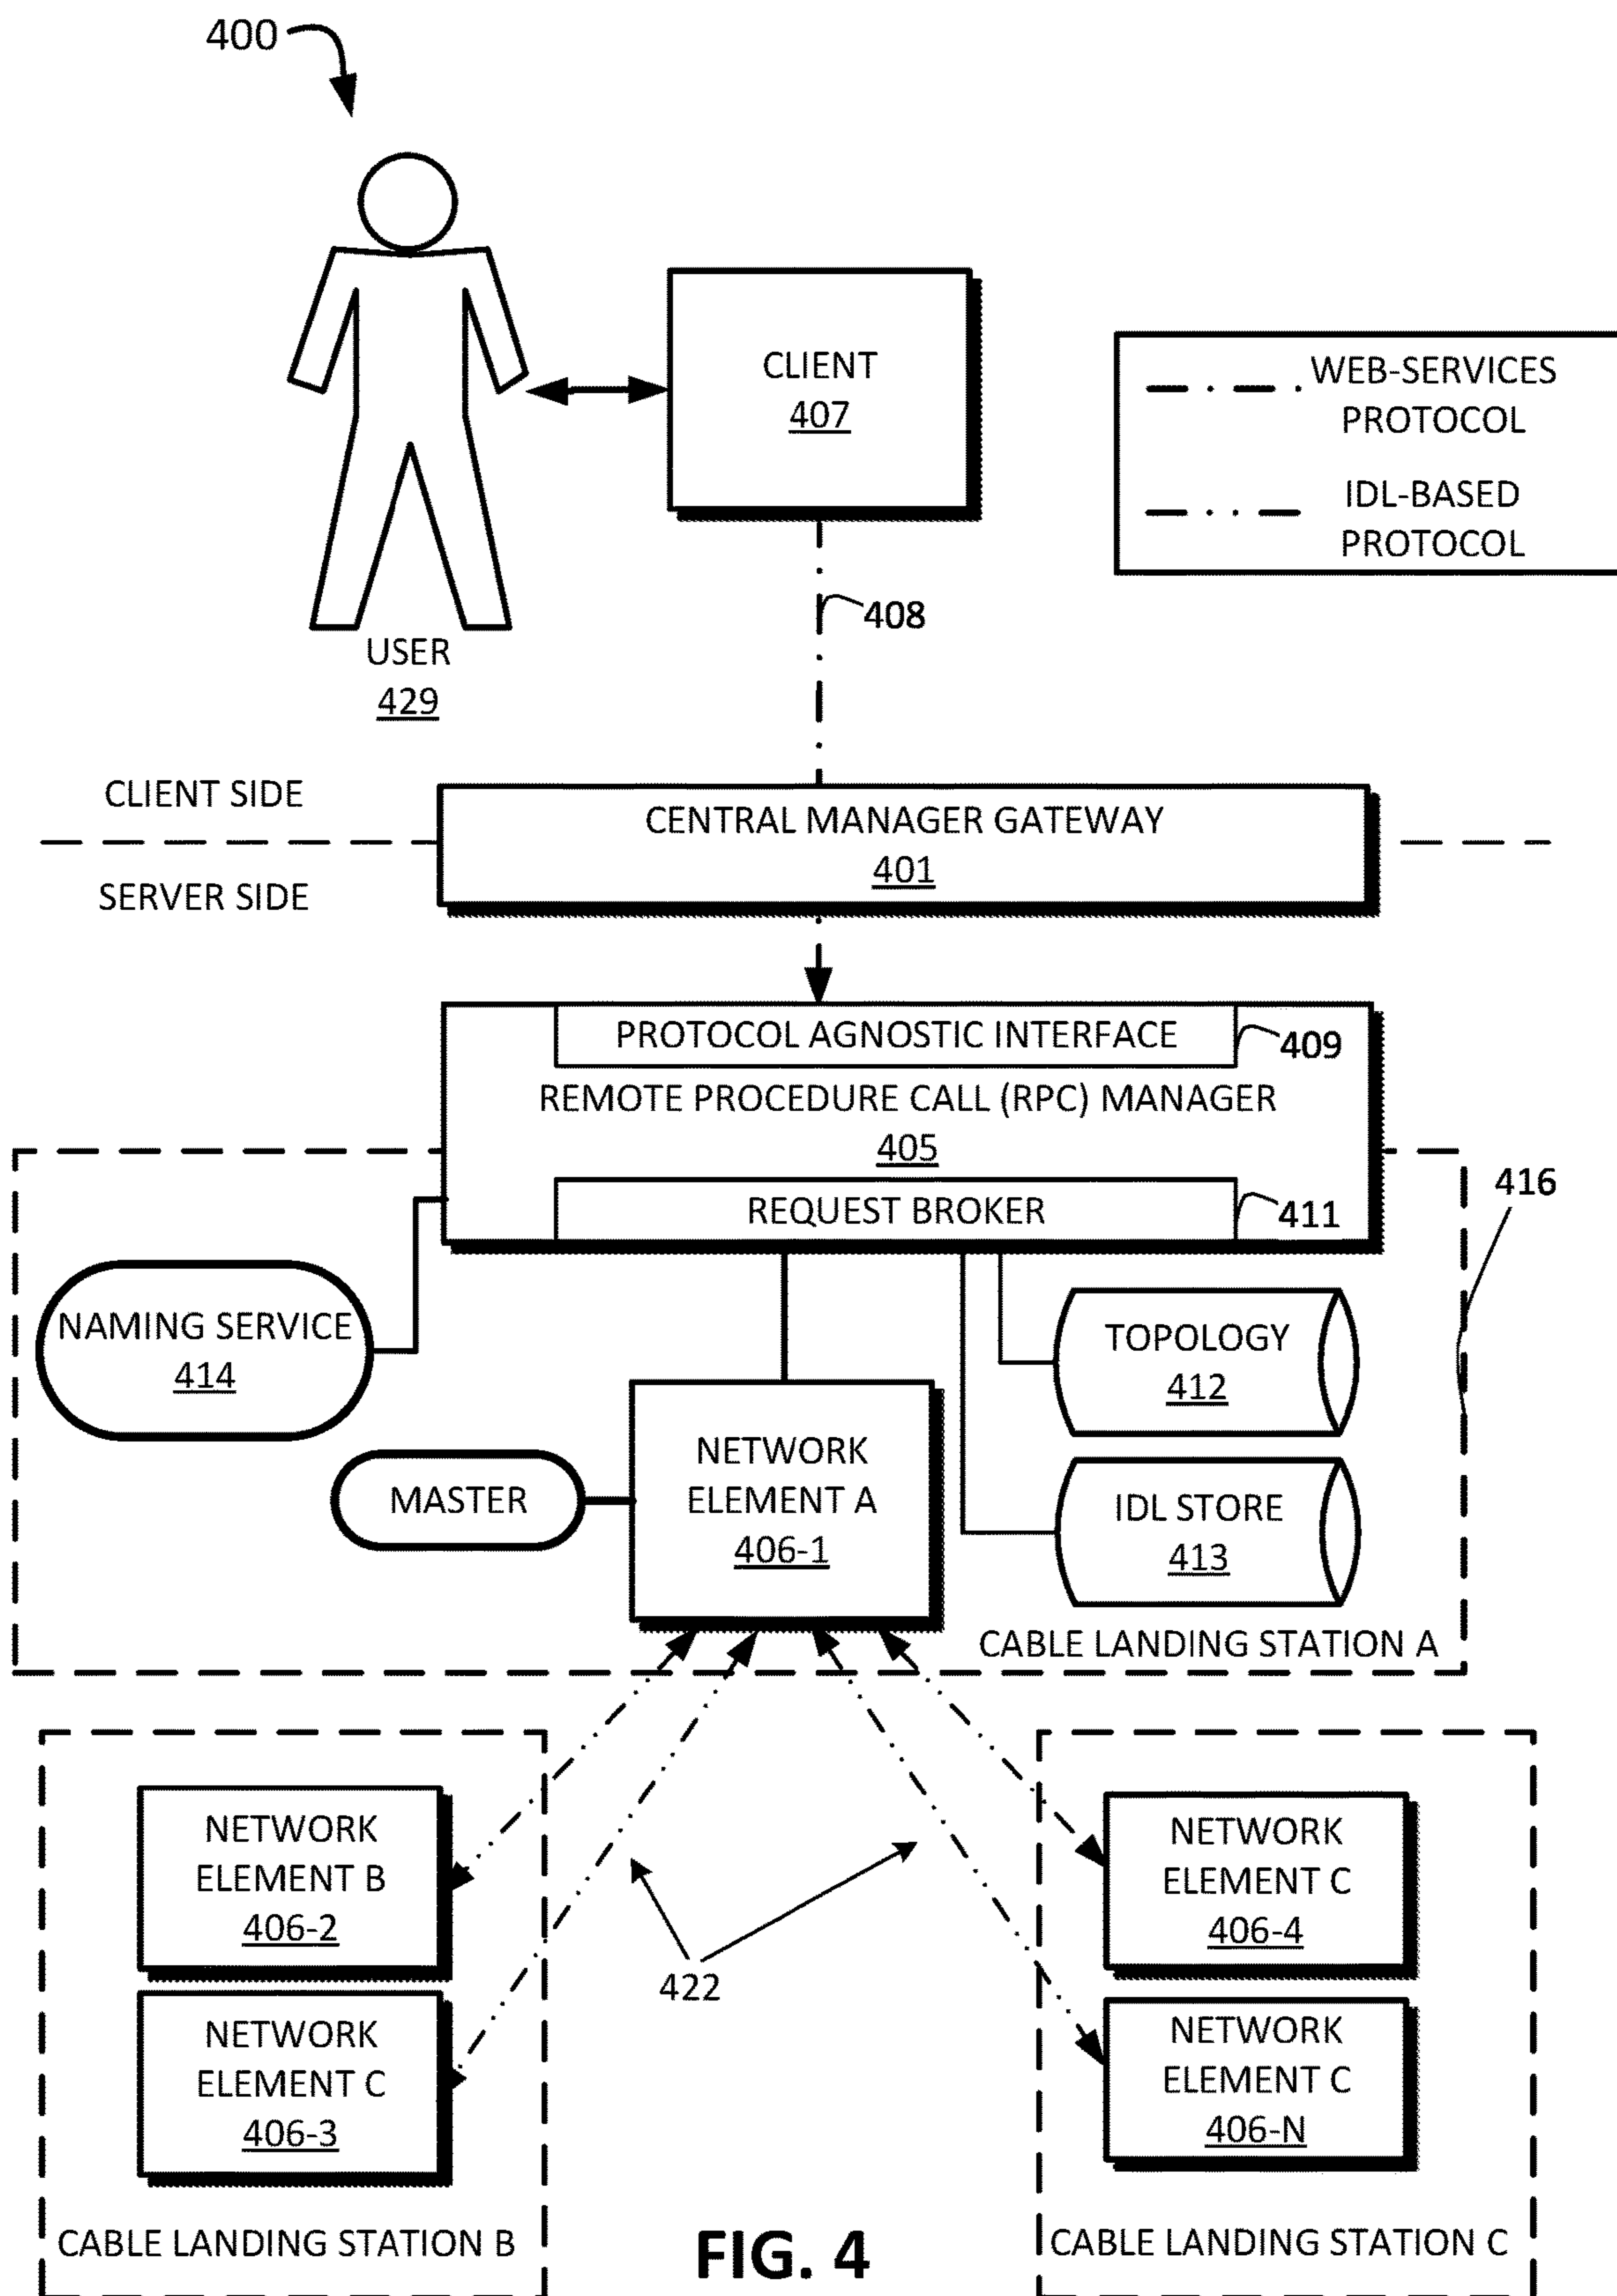 400
CLIENT
407
WEB-SERVICES
PROTOCOL
IDL-BASED
PROTOCOL
408
USER
429
CLIENT SIDE
SERVER SIDE
CENTRAL MANAGER GATEWAY
401
PROTOCOL AGNOSTIC INTERFACE
409
REMOTE PROCEDURE CALL (RPC) MANAGER
405
REQUEST BROKER
411
416
NAMING SERVICE
414
TOPOLOGY
412
MASTER
NETWORK
ELEMENT A
406-1
IDL STORE
413
CABLE LANDING STATION A
NETWORK
ELEMENT B
406-2
NETWORK
ELEMENT C
406-3
CABLE LANDING STATION B
422
NETWORK
ELEMENT C
406-4
NETWORK
ELEMENT C
406-N
CABLE LANDING STATION C
FIG. 4